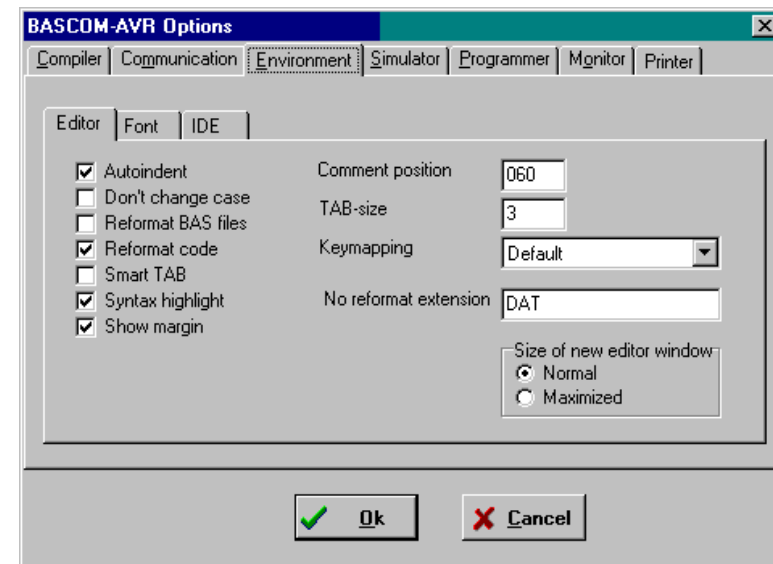 BASCOM-AVR Options
Compiler Communication Environment Simulator Programmer Monitor Printer
Editor Font IDE
Autoindent
Don't change case
Reformat BAS files
Reformat code
Smart TAB
Syntax highlight
Show margin
Comment position 060
TAB-size 3
Keymapping Default
No reformat extension DAT
Size of new editor window
Normal
Maximized
Ok Cancel